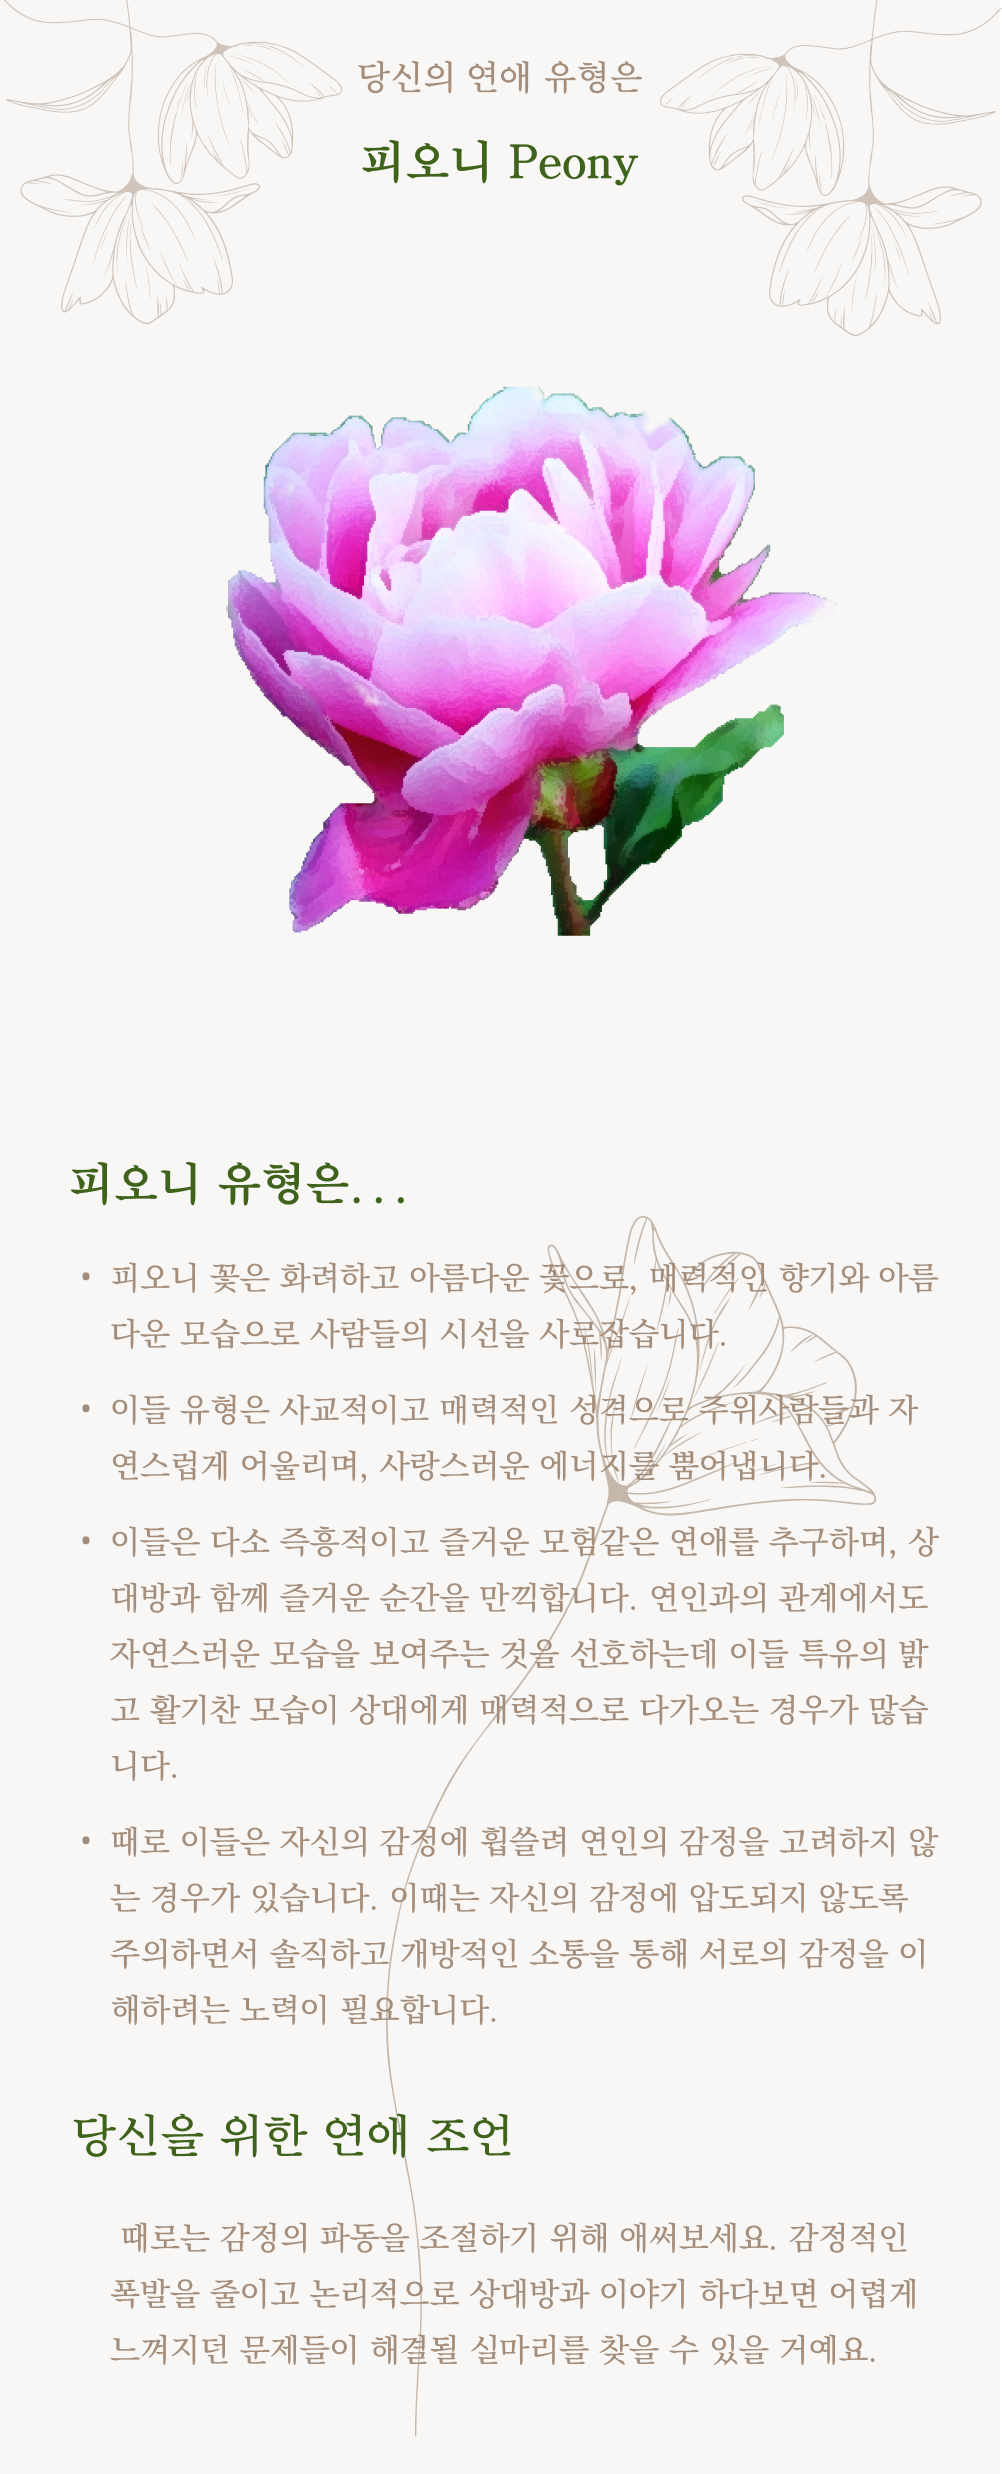 당신의 연애 유형은
피오니 Peony
피오니 유형은...
• 피오니 꽃은 화려하고 아름다운 꽃으로, 매력적인 향기와 아름
다운 모습으로 사람들의 시선을 사로잡습니다.
• 이들 유형은 사교적이고 매력적인 성격으로 주위사람들과 자
연스럽게 어울리며, 사랑스러운 에너지를 뿜어냅니다.
• 이들은 다소 즉흥적이고 즐거운 모험같은 연애를 추구하며, 상
대방과 함께 즐거운 순간을 만끽합니다. 연인과의 관계에서도
자연스러운 모습을 보여주는 것을 선호하는데 이들 특유의 밝
고 활기찬 모습이 상대에게 매력적으로 다가오는 경우가 많습
니다.
• 때로 이들은 자신의 감정에 휩쓸려 연인의 감정을 고려하지 않
는 경우가 있습니다. 이때는 자신의 감정에 압도되지 않도록
주의하면서 솔직하고 개방적인 소통을 통해 서로의 감정을 이
해하려는 노력이 필요합니다.
당신을 위한 연애 조언
때로는 감정의 파동을 조절하기 위해 애써보세요. 감정적인
폭발을 줄이고 논리적으로 상대방과 이야기 하다보면 어렵게
느껴지던 문제들이 해결될 실마리를 찾을 수 있을 거예요.